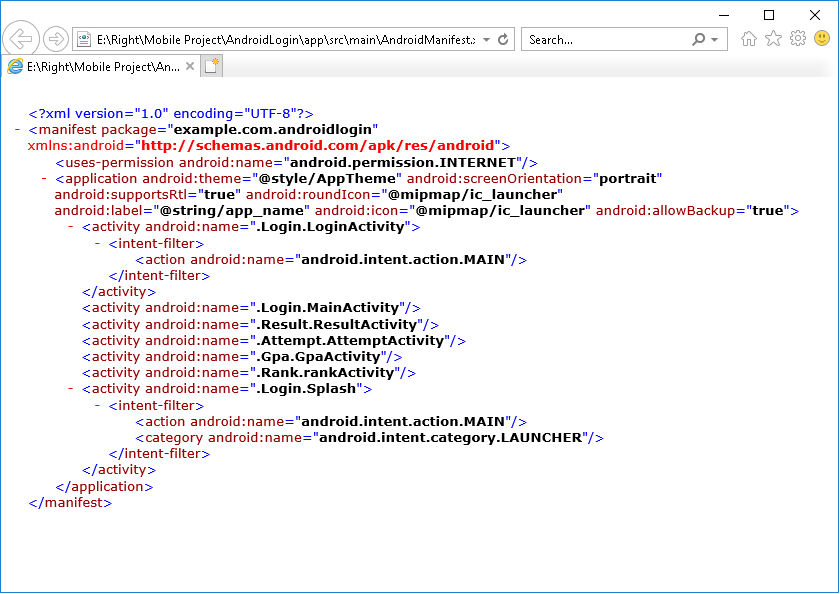 E:\Right\Mobile Project\AndroidLogin\app\src\main\AndroidManifest.x
Search...
E:\Right\Mobile Project\An...
<?xml version="1.0" encoding="UTF-8"?>
- <manifest package="example.com.androidlogin"
xmlns:android="http://schemas.android.com/apk/res/android">
<uses-permission android:name="android.permission.INTERNET"/>
- <application android:theme="@style/AppTheme" android:screenOrientation="portrait"
android:supportsRtl="true" android:roundIcon="@mipmap/ic_launcher"
android:label="@string/app_name" android:icon="@mipmap/ic_launcher" android:allowBackup="true">
- <activity android:name=".Login.LoginActivity">
- <intent-filter>
<action android:name="android.intent.action.MAIN"/>
</intent-filter>
</activity>
<activity android:name=".Login.MainActivity"/>
<activity android:name=".Result.ResultActivity"/>
<activity android:name=".Attempt.AttemptActivity"/>
<activity android:name=".Gpa.GpaActivity"/>
<activity android:name=".Rank.rankActivity"/>
- <activity android:name=".Login.Splash">
- <intent-filter>
<action android:name="android.intent.action.MAIN"/>
<category android:name="android.intent.category.LAUNCHER"/>
</intent-filter>
</activity>
</application>
</manifest>